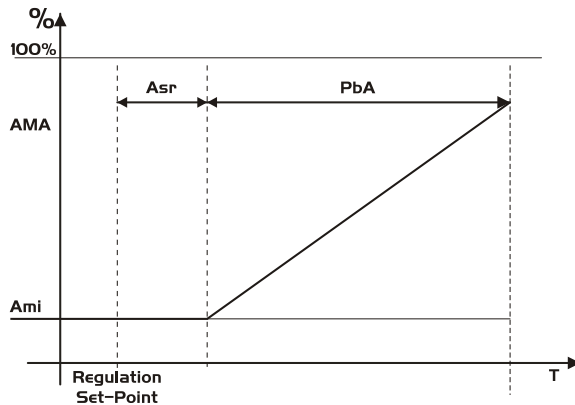 %
100%
Asr
PbA
AMA
Ami
Regulation
Set-Point
T